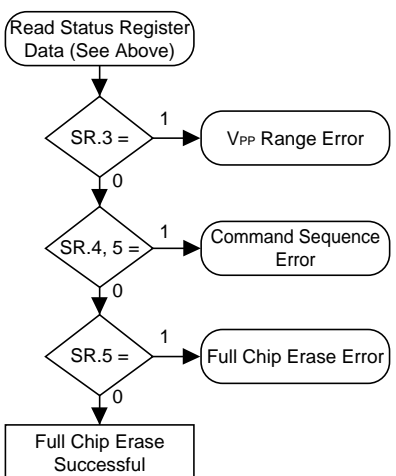 Read Status Register
Data (See Above)
SR.3 =
1
VPP Range Error
0
SR.4, 5 =
1
Command Sequence
Error
0
SR.5 =
1
Full Chip Erase Error
0
Full Chip Erase
Successful